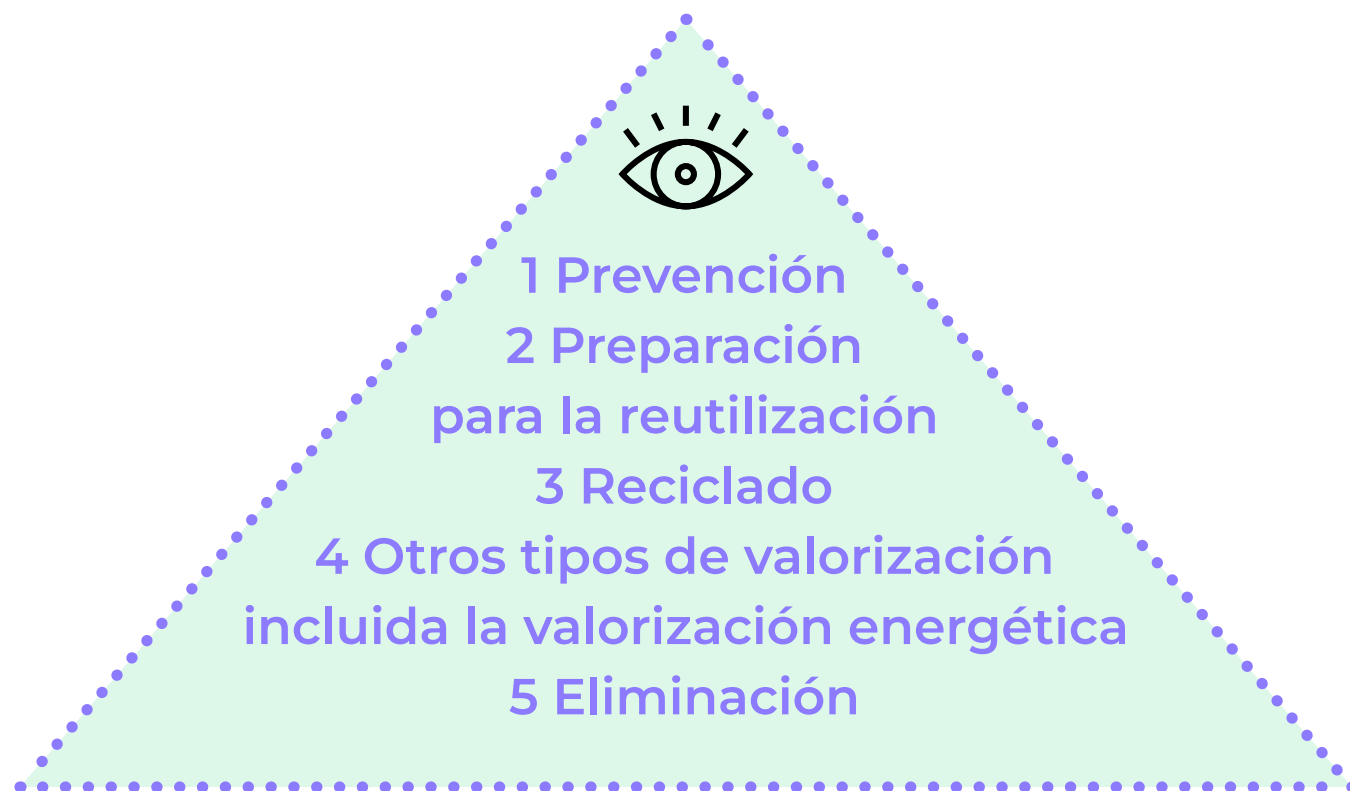 1 Prevención
2 Preparación
para la reutilización
3 Reciclado
4 Otros tipos de valorización
incluida la valorización energética
5 Eliminación